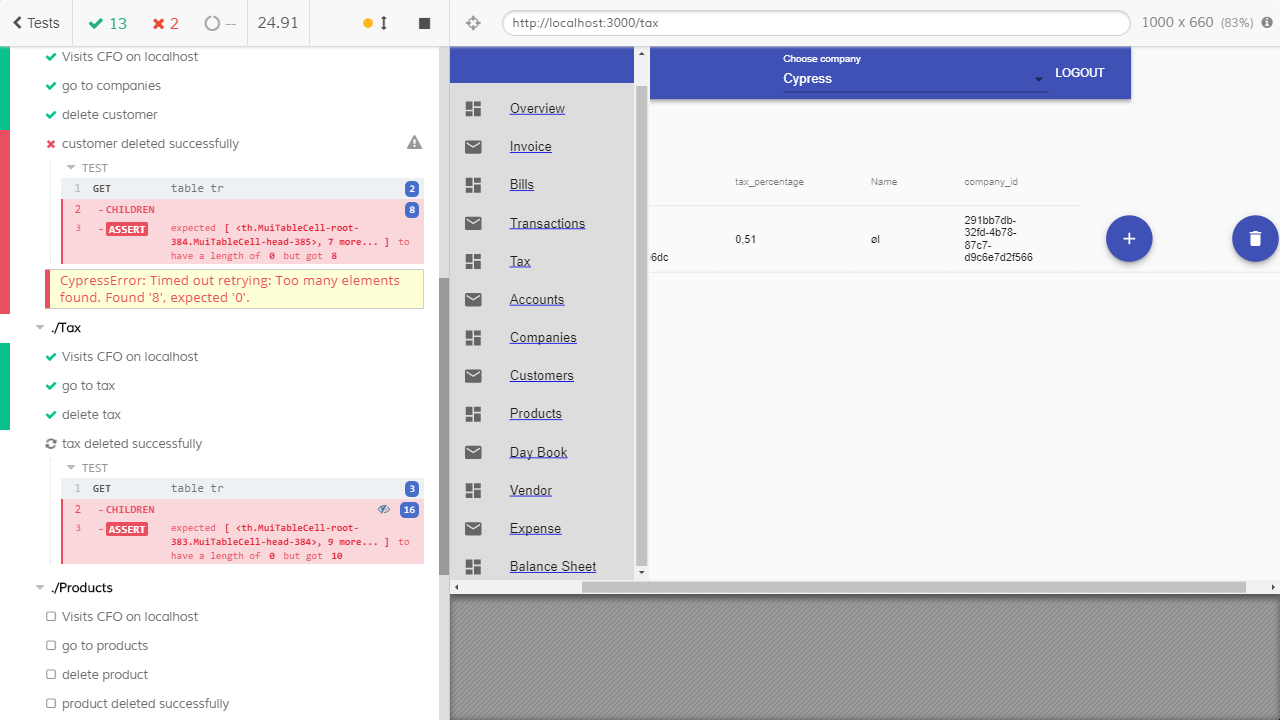 Tests
13
2
--
24.91
http://localhost:3000/tax
1000 x 660 (83%)
Visits CFO on localhost
go to companies
delete customer
customer deleted successfully
TEST
1 GET table tr 2
2 - CHILDREN 8
3 - ASSERT expected [ <th.MuiTableCell-root-
384.MuiTableCell-head-385>, 7 more... ] to
have a length of 0 but got 8
CypressError: Timed out retrying: Too many elements
found. Found '8', expected '0'.
./Tax
Visits CFO on localhost
go to tax
delete tax
tax deleted successfully
TEST
1 GET table tr 3
2 - CHILDREN 16
3 - ASSERT expected [ <th.MuiTableCell-root-
383.MuiTableCell-head-384>, 9 more... ] to
have a length of 0 but got 10
./Products
Visits CFO on localhost
go to products
delete product
product deleted successfully
Choose company
Cypress
LOGOUT
Overview
Invoice
Bills
Transactions
Tax
Accounts
Companies
Customers
Products
Day Book
Vendor
Expense
Balance Sheet
tax_percentage Name company_id
291bb7db-
32fd-4b78-
0,51 øl 87c7-
d9c6e7d2f566
6dc